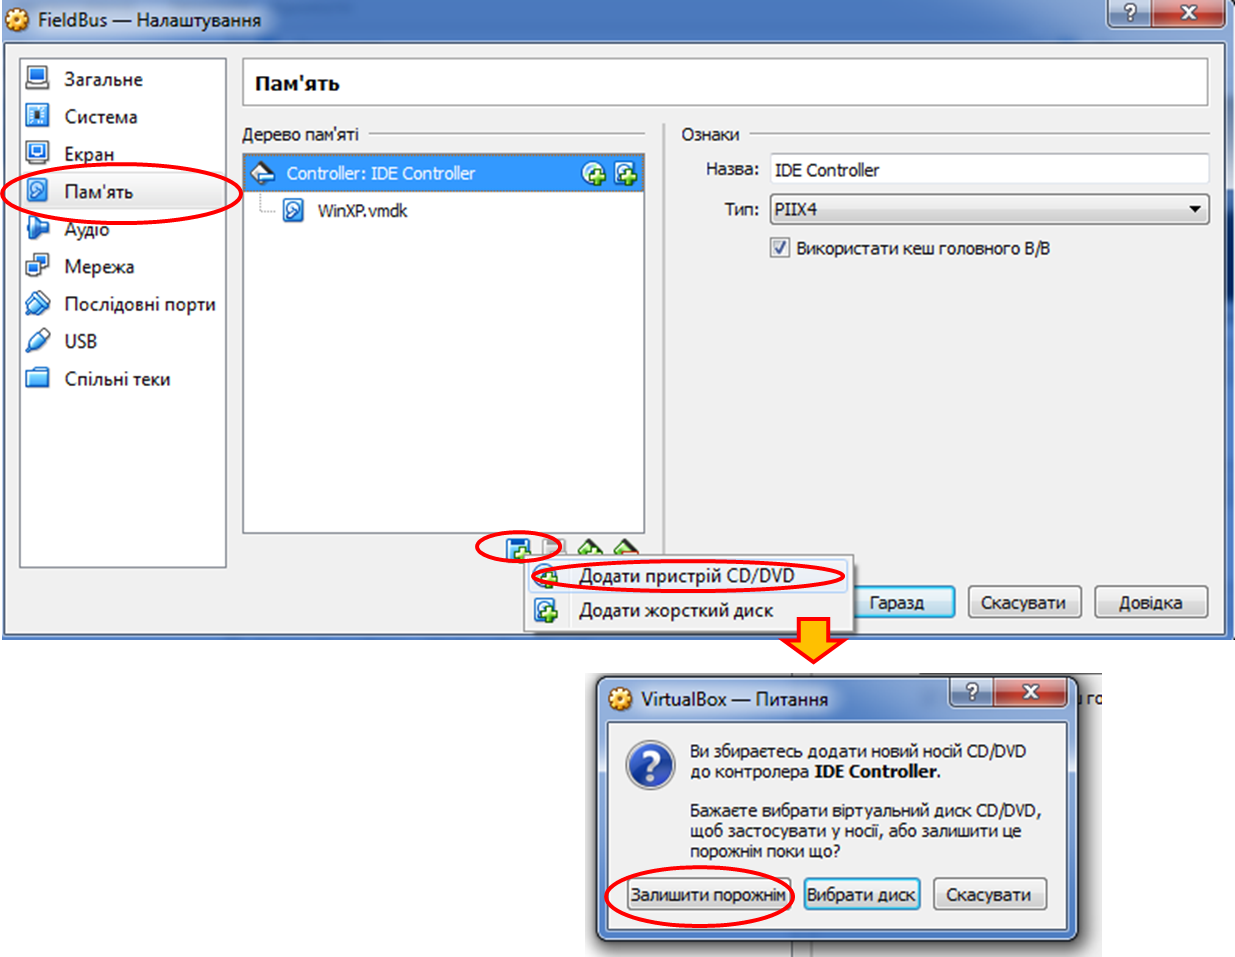 FieldBus — Налаштування
?
Загальне
Система
Екран
Пам'ять
Аудіо
Мережа
Послідовні порти
USB
Спільні теки
Пам'ять
Дерево пам'яті
Controller: IDE Controller
WinXP.vmdk
Ознаки
Назва: IDE Controller
Тип: PIIX4
Використати кеш головного В/В
Додати пристрій CD/DVD
Додати жорсткий диск
Гаразд Скасувати Довідка
VirtualBox — Питання
?
Ви збираєтесь додати новий носій CD/DVD
до контролера IDE Controller.
Бажаєте вибрати віртуальний диск CD/DVD,
щоб застосувати у носії, або залишити це
порожнім поки що?
Залишити порожнім Вибрати диск Скасувати